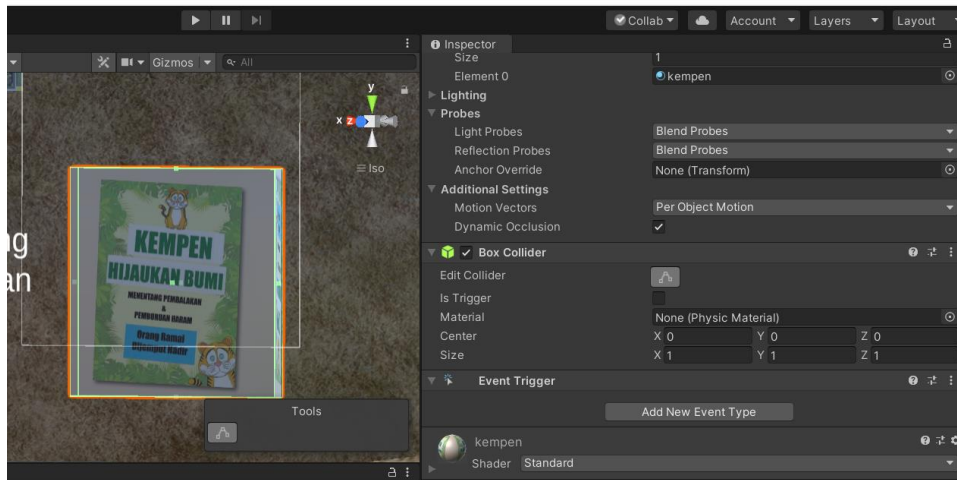 Collab
Account
Layers
Layout
Gizmos
All
y
x
z
Iso
ng
an
KEMPEN
HIJAUKAN BUMI
MENENTANG PEMBALAKAN
&
PEMBURUAN HARAM
Orang Ramai
Dijemput Hadir
Tools
Inspector
Size 1
Element 0 kempen
Lighting
Probes
Light Probes Blend Probes
Reflection Probes Blend Probes
Anchor Override None (Transform)
Additional Settings
Motion Vectors Per Object Motion
Dynamic Occlusion
Box Collider
Edit Collider
Is Trigger
Material None (Physic Material)
Center X 0 Y 0 Z 0
Size X 1 Y 1 Z 1
Event Trigger
Add New Event Type
kempen
Shader Standard